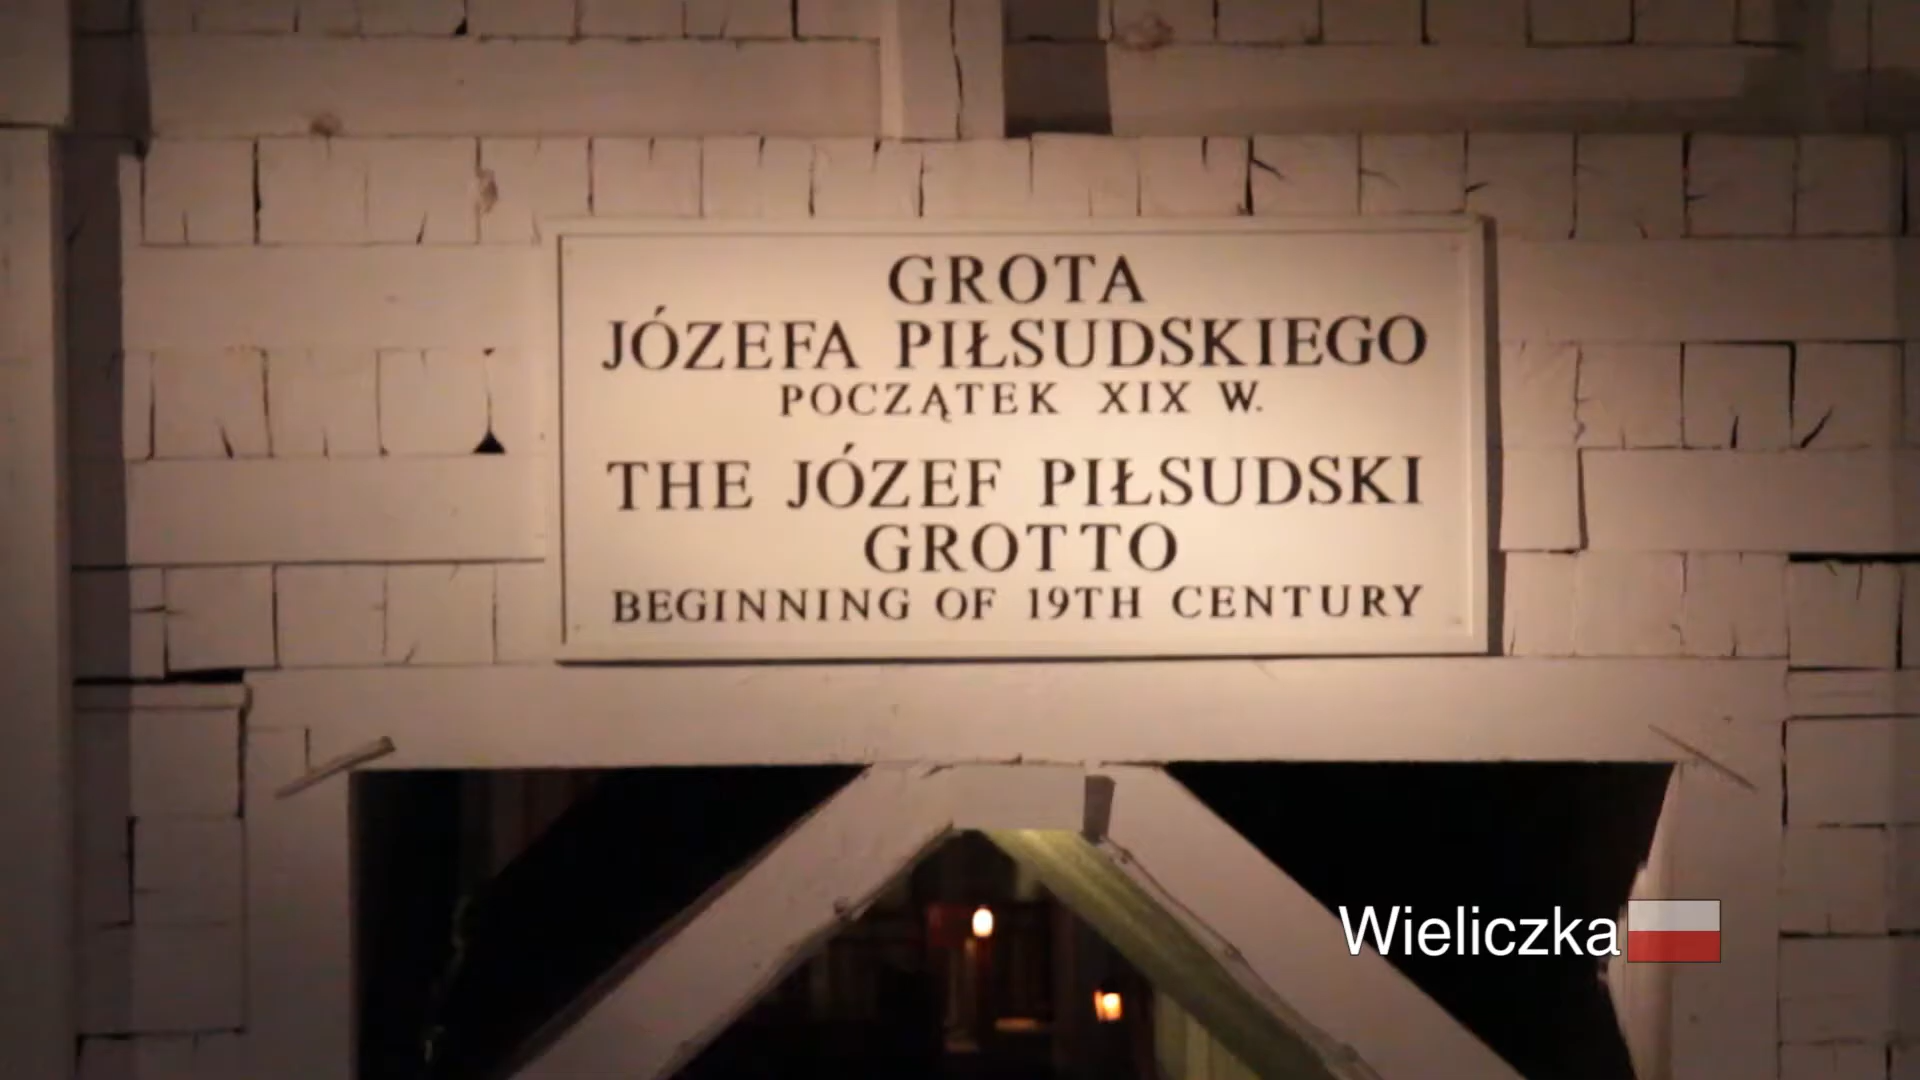 GROTA
JÓZEFA PIŁSUDSKIEGO
POCZĄTEK XIX W.
THE JÓZEF PIŁSUDSKI
GROTTO
BEGINNING OF 19TH CENTURY
Wieliczka